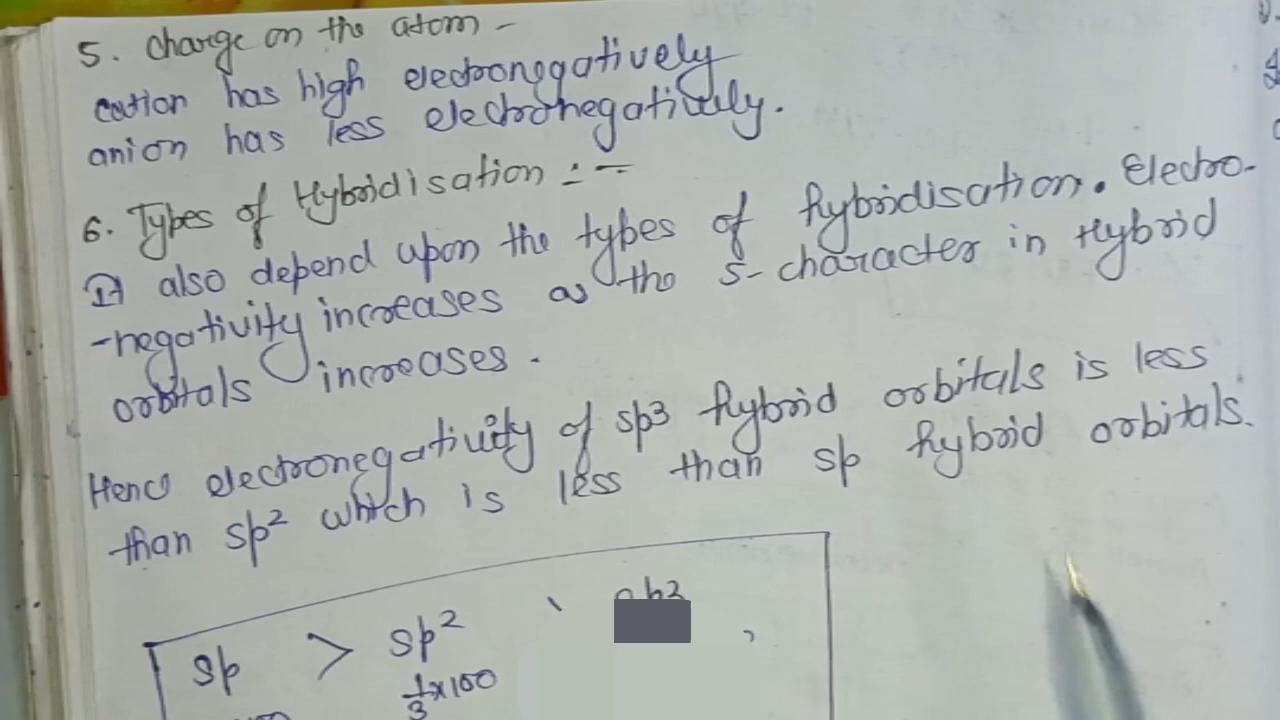 5. Charge on the atom -
cation has high electronegatively
anion has less electronegatively.
6. Types of Hybridisation :-
It also depend upon the types of hybridisation. Electro-
-negativity increases as the s-character in Hybrid
orbitals increases.
Hence electronegativity of sp3 hybrid orbitals is less
than sp² which is less than sp hybrid orbitals.
sp > sp²
1/3 x 100